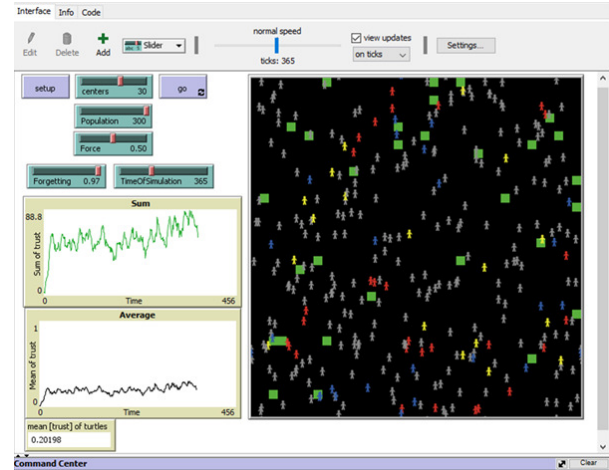 Interface Info Code
Edit Delete Add Slider
normal speed
ticks: 365
view updates
on ticks
Settings...
setup
centers 30
go
Population 300
Force 0.50
Forgetting 0.97
TimeOfSimulation 365
Sum
88.8
Sum of trust
0
0 Time 456
Average
1
Mean of trust
0
0 Time 456
mean [trust] of turtles
0.20198
Command Center
Clear